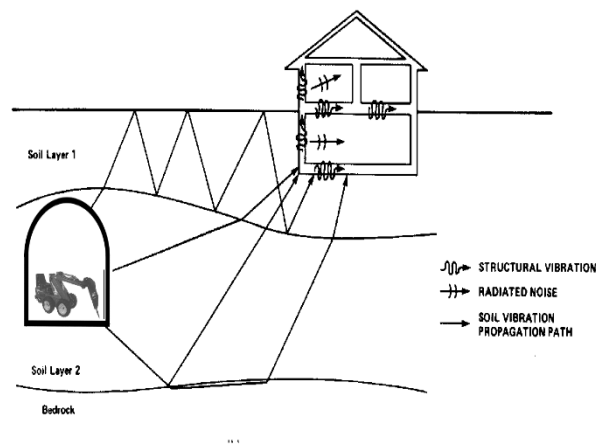 Soil Layer 1
STRUCTURAL VIBRATION
RADIATED NOISE
SOIL VIBRATION
PROPAGATION PATH
Soil Layer 2
Bedrock